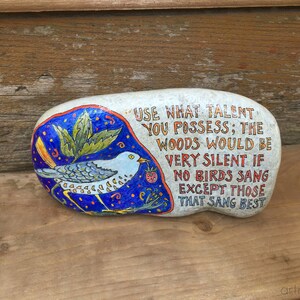 USE WHAT TALENT
YOU POSSESS; THE
WOODS WOULD BE
VERY SILENT IF
NO BIRDS SANG
EXCEPT THOSE
THAT SANG BEST